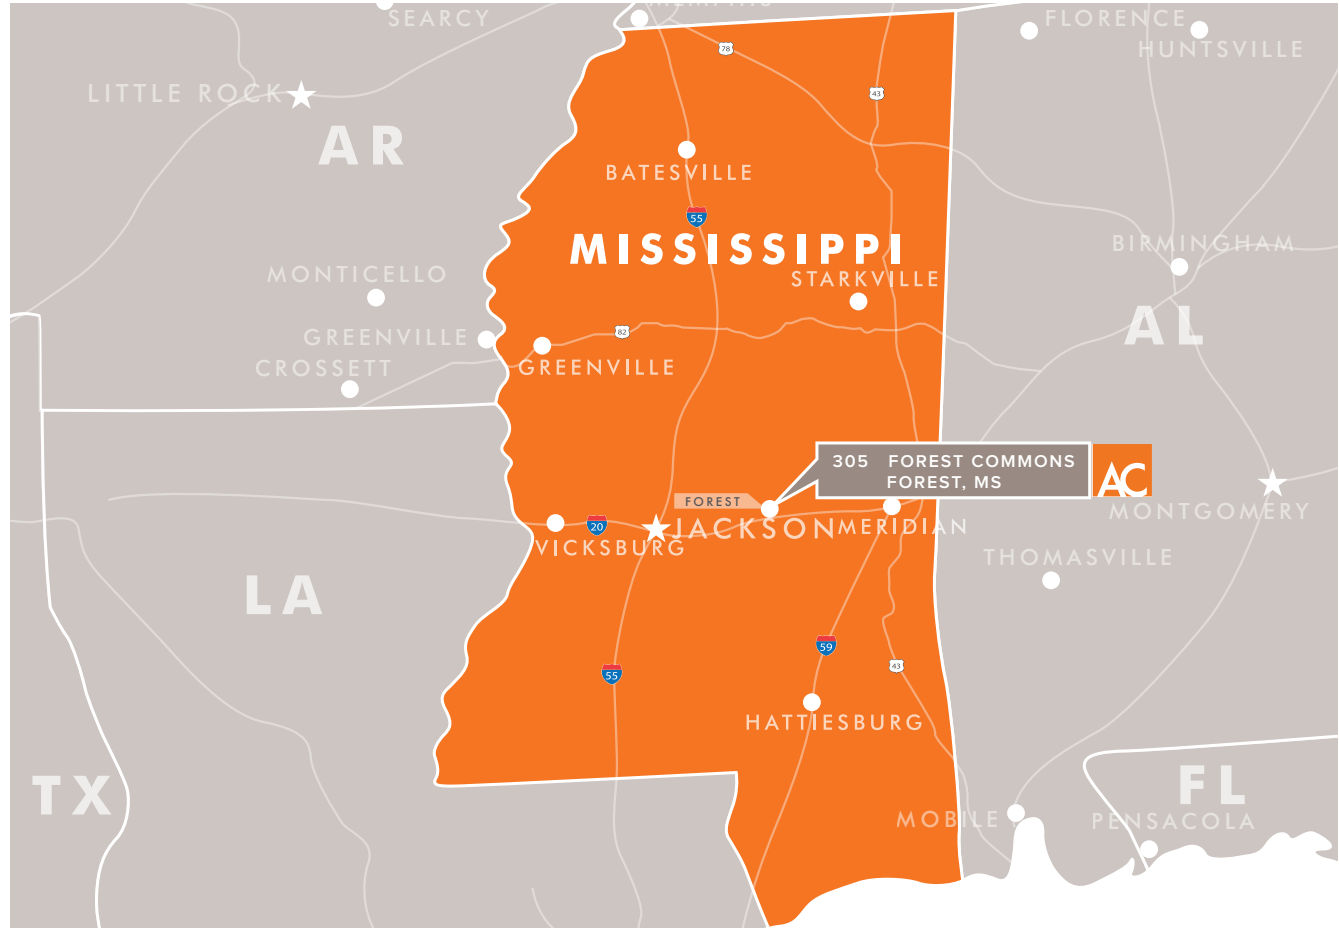 SEARCY
MEMPHIS
FLORENCE
HUNTSVILLE
78
LITTLE ROCK
43
AR
BATESVILLE
55
MISSISSIPPI
BIRMINGHAM
MONTICELLO
STARKVILLE
GREENVILLE
82
AL
CROSSETT
GREENVILLE
305 FOREST COMMONS
FOREST, MS
AC
FOREST
MONTGOMERY
20
JACKSON
MERIDIAN
VICKSBURG
THOMASVILLE
LA
59
55
43
HATTIESBURG
TX
FL
MOBILE
PENSACOLA